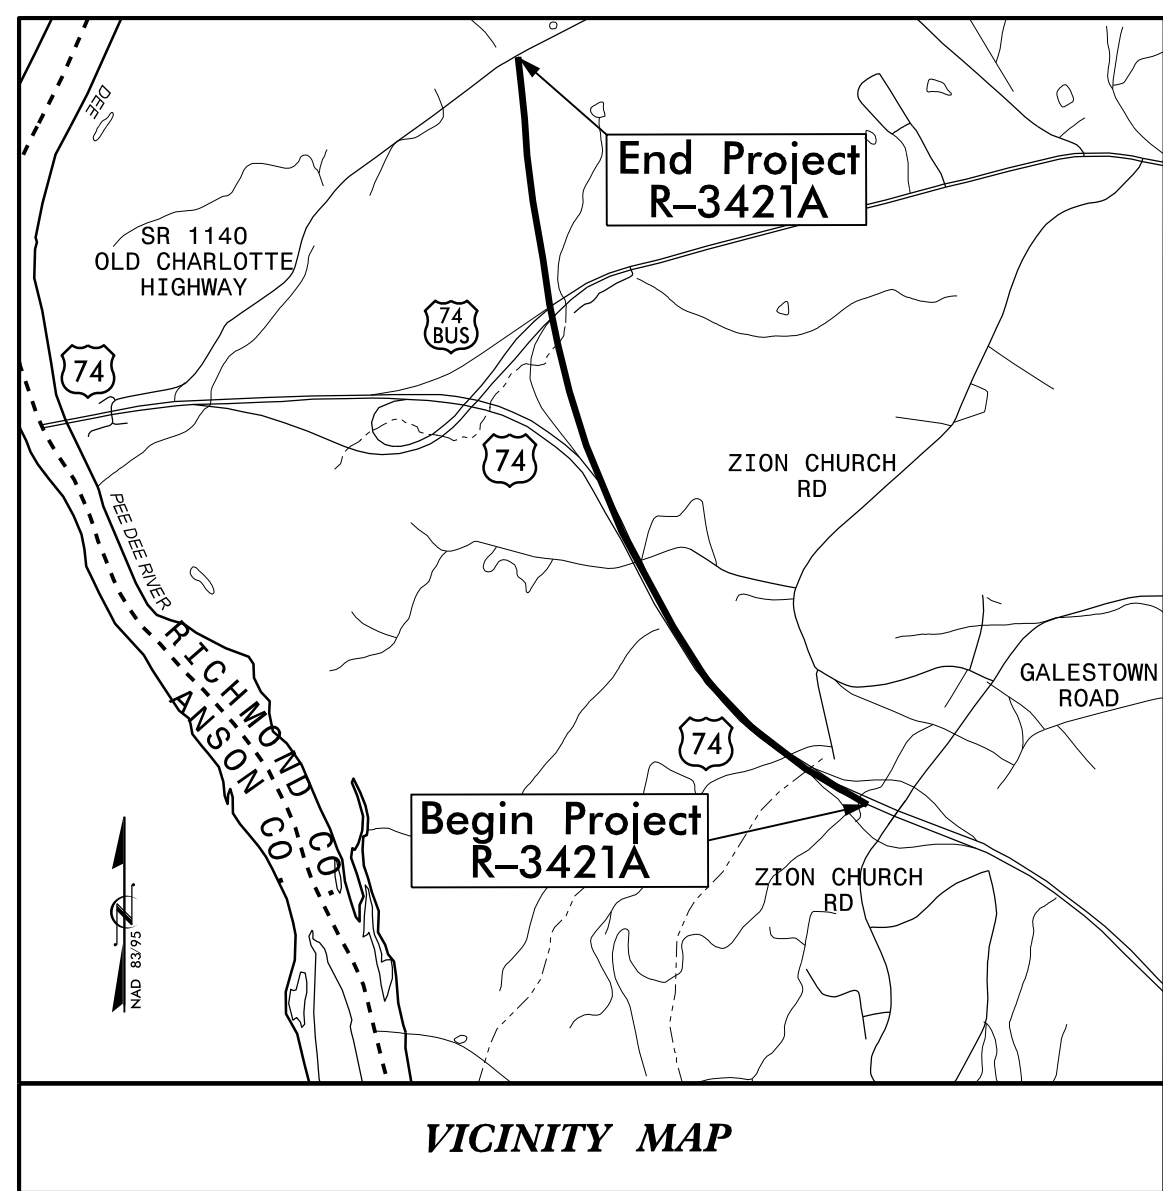 DEE
End Project
R–3421A
SR 1140
OLD CHARLOTTE
HIGHWAY
74
BUS
74
74
ZION CHURCH
RD
PEE DEE RIVER
RICHMOND CO.
ANSON CO.
GALESTOWN
ROAD
74
Begin Project
R–3421A
ZION CHURCH
RD
NAD 83/95
VICINITY MAP